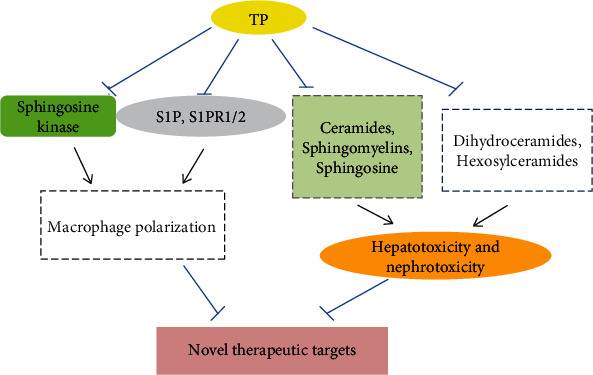 TP
Sphingosine
kinase
S1P, S1PR1/2
Ceramides,
Sphingomyelins,
Sphingosine
Dihydroceramides,
Hexosylceramides
Macrophage polarization
Hepatotoxicity and
nephrotoxicity
Novel therapeutic targets